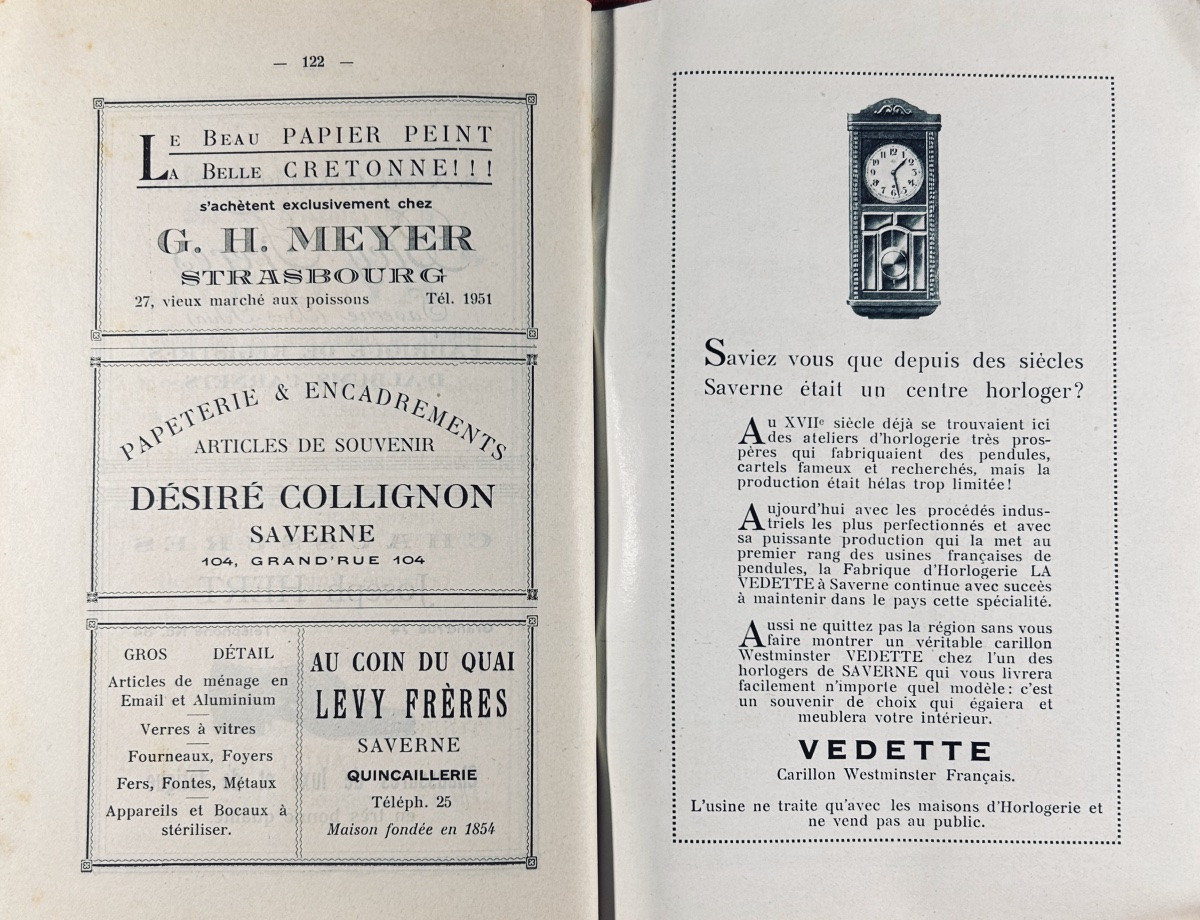 — 122 —
LE BEAU PAPIER PEINT
LA BELLE CRETONNE!!!
s'achètent exclusivement chez
G. H. MEYER
STRASBOURG
27, vieux marché aux poissons Tél. 1951
PAPETERIE & ENCADREMENTS
ARTICLES DE SOUVENIR
DÉSIRÉ COLLIGNON
SAVERNE
104, GRAND'RUE 104
GROS DÉTAIL
Articles de ménage en
Email et Aluminium
Verres à vitres
Fourneaux, Foyers
Fers, Fontes, Métaux
Appareils et Bocaux à
stériliser.
AU COIN DU QUAI
LEVY FRÈRES
SAVERNE
QUINCAILLERIE
Téléph. 25
Maison fondée en 1854
Saviez vous que depuis des siècles
Saverne était un centre horloger?
Au XVIIe siècle déjà se trouvaient ici
des ateliers d'horlogerie très pros-
pères qui fabriquaient des pendules,
cartels fameux et recherchés, mais la
production était hélas trop limitée!
Aujourd'hui avec les procédés indus-
triels les plus perfectionnés et avec
sa puissante production qui la met au
premier rang des usines françaises de
pendules, la Fabrique d'Horlogerie LA
VEDETTE à Saverne continue avec succès
à maintenir dans le pays cette spécialité.
Aussi ne quittez pas la région sans vous
faire montrer un véritable carillon
Westminster VEDETTE chez l'un des
horlogers de SAVERNE qui vous livrera
facilement n'importe quel modèle: c'est
un souvenir de choix qui égaiera et
meublera votre intérieur.
VEDETTE
Carillon Westminster Français.
L'usine ne traite qu'avec les maisons d'Horlogerie et
ne vend pas au public.